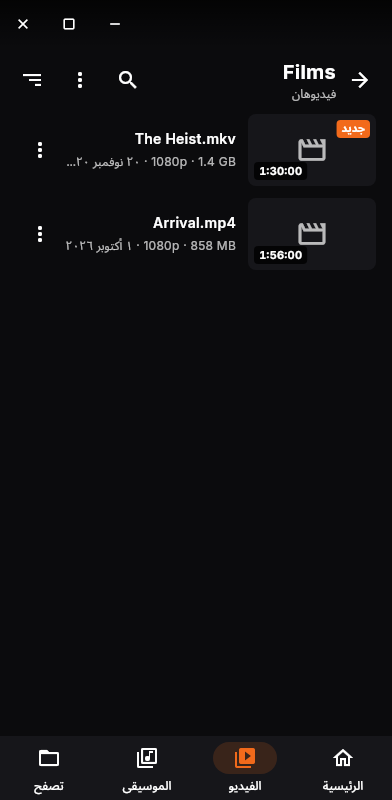 Films
فيديوهان
جديد
1:30:00
The Heist.mkv
1.4 GB · 1080p · ٢٠ نوفمبر ٢٠...
1:56:00
Arrival.mp4
858 MB · 1080p · ١ أكتوبر ٢٠٢٦
الرئيسية
الفيديو
الموسيقى
تصفح